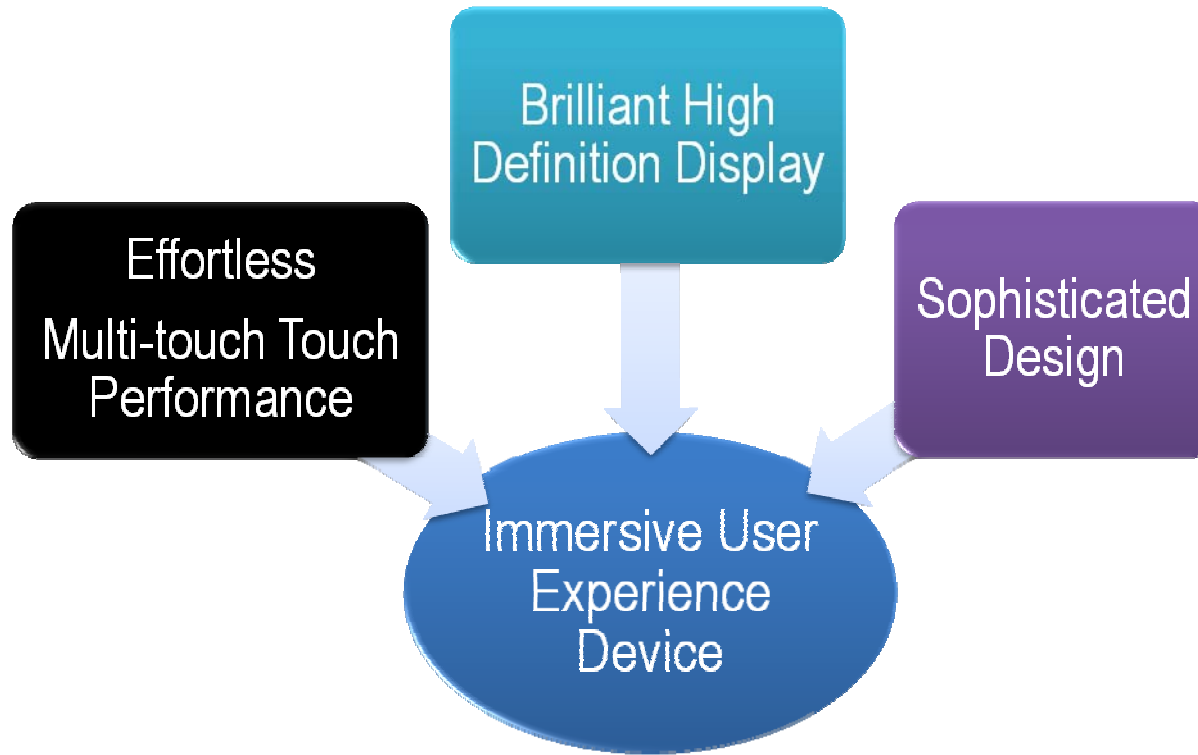 Brilliant High
Definition Display
Effortless
Multi-touch Touch
Performance
Sophisticated
Design
Immersive User
Experience
Device